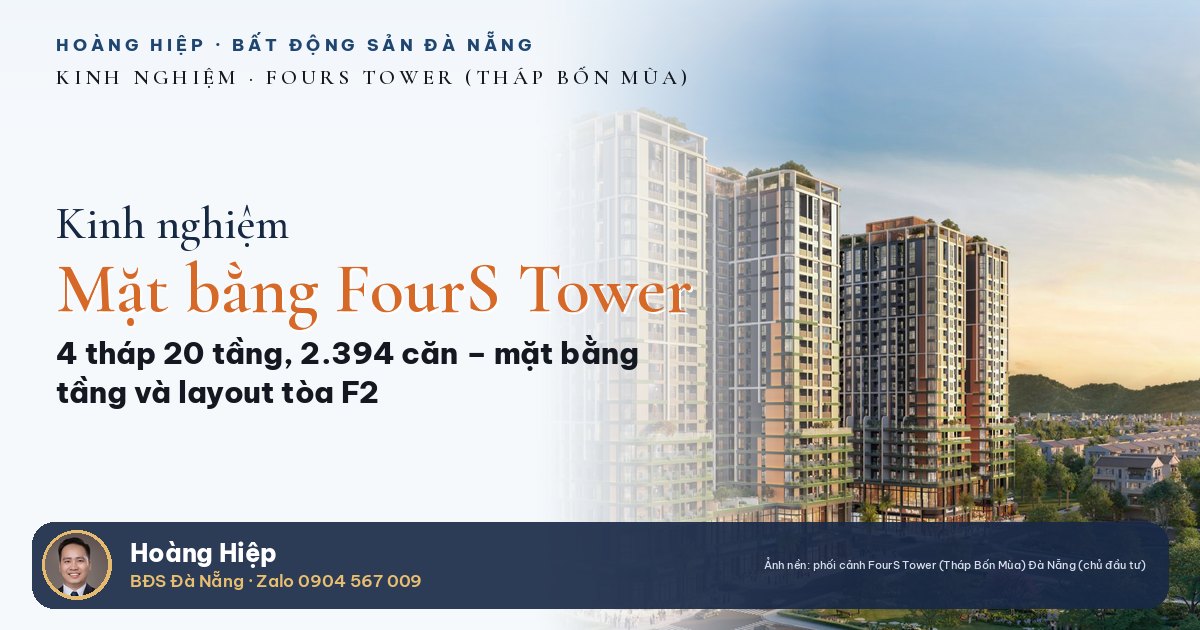 HOÀNG HIỆP · BẤT ĐỘNG SẢN ĐÀ NẴNG
KINH NGHIỆM · FOURS TOWER (THÁP BỐN MÙA)
Kinh nghiệm
Mặt bằng FourS Tower
4 tháp 20 tầng, 2.394 căn – mặt bằng
tầng và layout tòa F2
Hoàng Hiệp
BĐS Đà Nẵng · Zalo 0904 567 009
Ảnh nền: phối cảnh FourS Tower (Tháp Bốn Mùa) Đà Nẵng (chủ đầu tư)